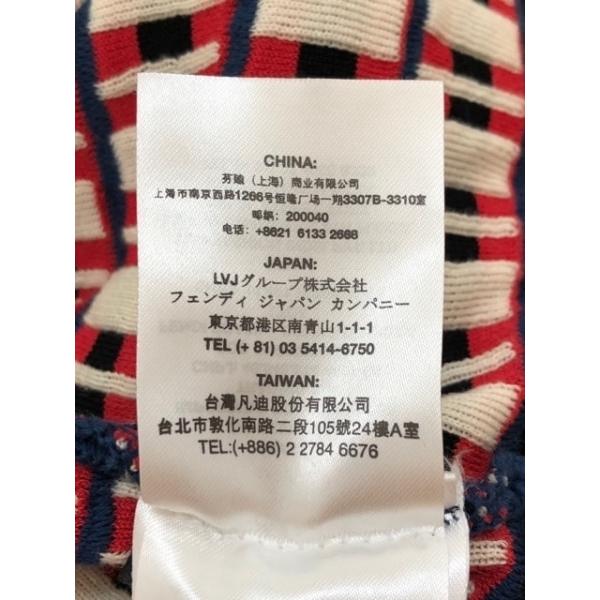 CHINA:
芬迪（上海）商业有限公司
上海市南京西路1266号恒隆广场一期3307B-3310室
邮编: 200040
电话: +8621 6133 2668
JAPAN:
LVJグループ株式会社
フェンディ ジャパン カンパニー
東京都港区南青山1-1-1
TEL (+ 81) 03 5414-6750
TAIWAN:
台灣凡迪股份有限公司
台北市敦化南路二段105號24樓A室
TEL:(+886) 2 2784 6676